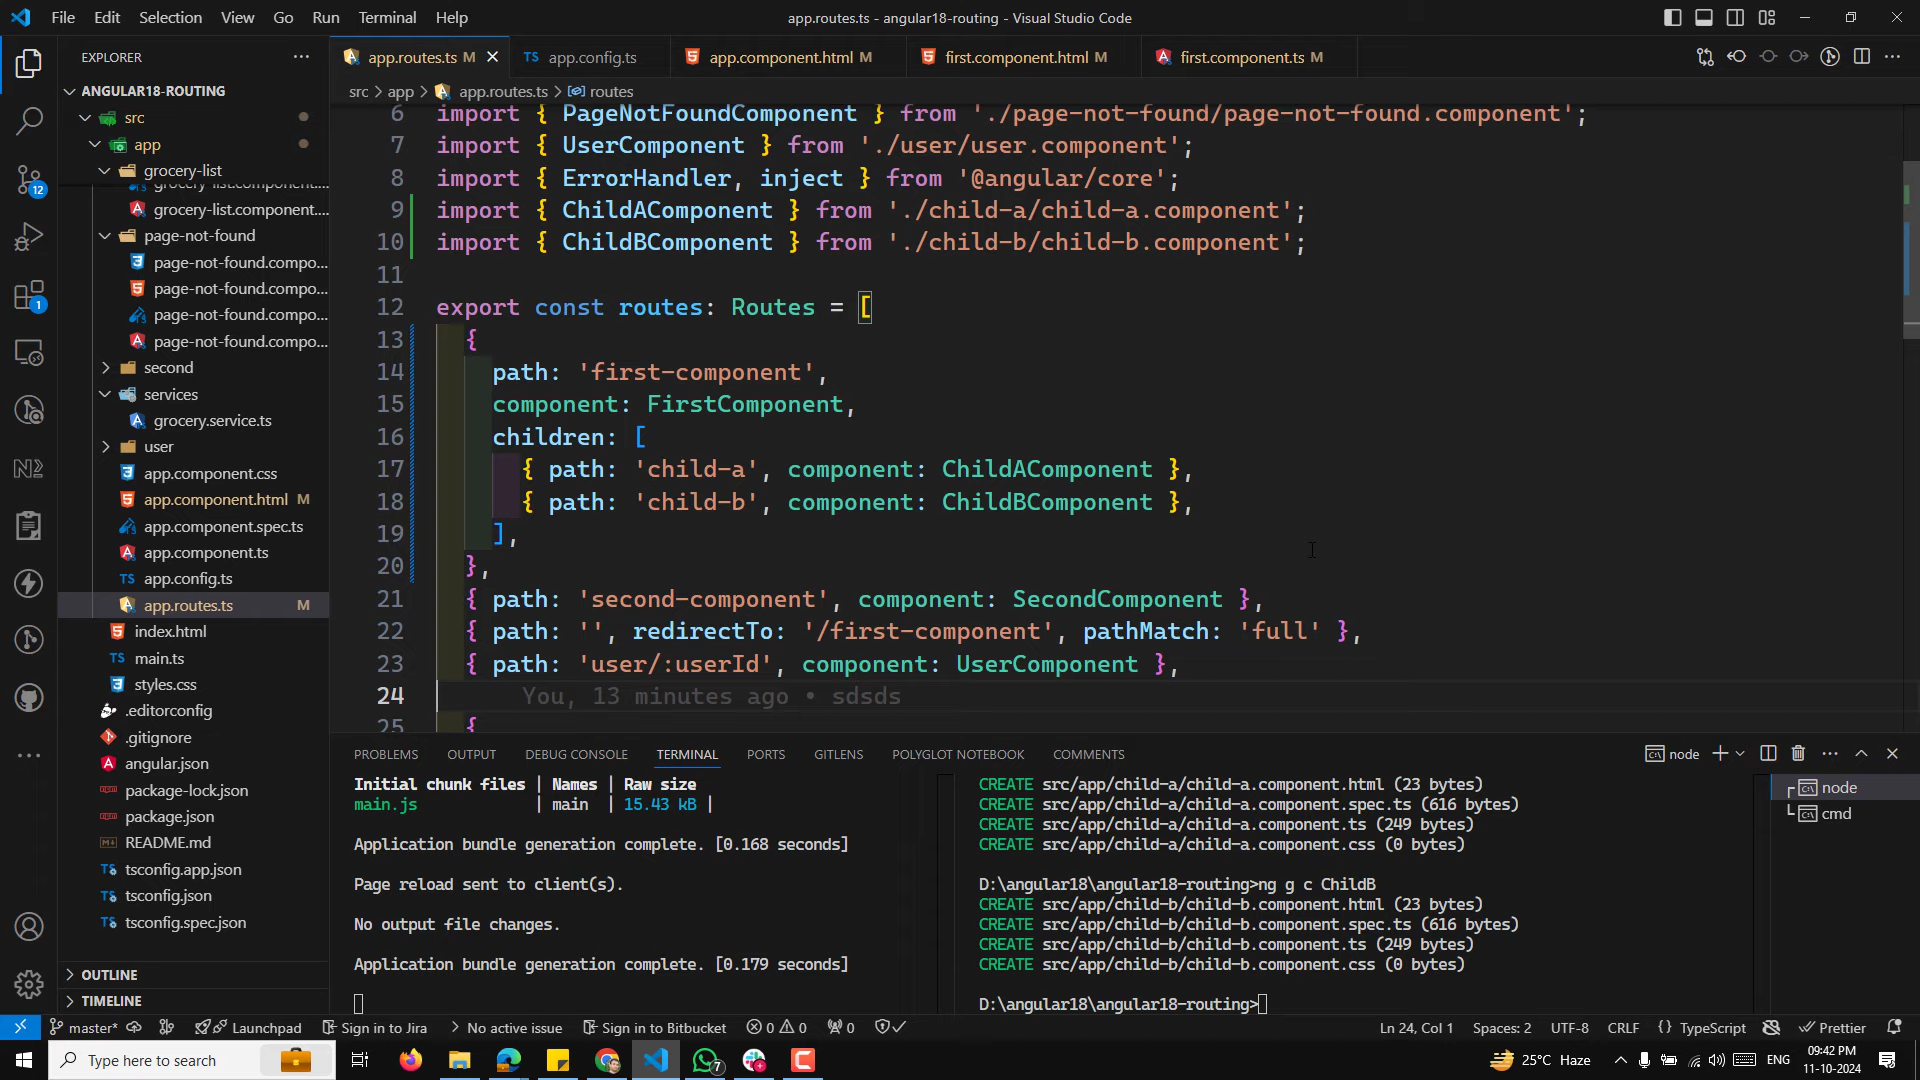 File Edit Selection View Go Run Terminal Help
app.routes.ts - angular18-routing - Visual Studio Code
EXPLORER
ANGULAR18-ROUTING
src
app
grocery-list
grocery-list.component....
grocery-list.component....
page-not-found
page-not-found.compo...
page-not-found.compo...
page-not-found.compo...
page-not-found.compo...
second
services
grocery.service.ts
user
app.component.css
app.component.html M
app.component.spec.ts
app.component.ts
app.config.ts
app.routes.ts M
index.html
main.ts
styles.css
.editorconfig
.gitignore
angular.json
package-lock.json
package.json
README.md
tsconfig.app.json
tsconfig.json
tsconfig.spec.json
OUTLINE
TIMELINE
12
1
app.routes.ts M app.config.ts app.component.html M first.component.html M first.component.ts M
src > app > app.routes.ts > routes
6 import { PageNotFoundComponent } from './page-not-found/page-not-found.component';
7 import { UserComponent } from './user/user.component';
8 import { ErrorHandler, inject } from '@angular/core';
9 import { ChildAComponent } from './child-a/child-a.component';
10 import { ChildBComponent } from './child-b/child-b.component';
11
12 export const routes: Routes = [
13 {
14 path: 'first-component',
15 component: FirstComponent,
16 children: [
17 { path: 'child-a', component: ChildAComponent },
18 { path: 'child-b', component: ChildBComponent },
19 ],
20 },
21 { path: 'second-component', component: SecondComponent },
22 { path: '', redirectTo: '/first-component', pathMatch: 'full' },
23 { path: 'user/:userId', component: UserComponent },
24 You, 13 minutes ago • sdsds
25 {
PROBLEMS OUTPUT DEBUG CONSOLE TERMINAL PORTS GITLENS POLYGLOT NOTEBOOK COMMENTS
node
Initial chunk files | Names | Raw size
main.js | main | 15.43 kB |
Application bundle generation complete. [0.168 seconds]
Page reload sent to client(s).
No output file changes.
Application bundle generation complete. [0.179 seconds]
CREATE src/app/child-a/child-a.component.html (23 bytes)
CREATE src/app/child-a/child-a.component.spec.ts (616 bytes)
CREATE src/app/child-a/child-a.component.ts (249 bytes)
CREATE src/app/child-a/child-a.component.css (0 bytes)
D:\angular18\angular18-routing>ng g c ChildB
CREATE src/app/child-b/child-b.component.html (23 bytes)
CREATE src/app/child-b/child-b.component.spec.ts (616 bytes)
CREATE src/app/child-b/child-b.component.ts (249 bytes)
CREATE src/app/child-b/child-b.component.css (0 bytes)
D:\angular18\angular18-routing>
node
cmd
master* Launchpad Sign in to Jira No active issue Sign in to Bitbucket 0 0 0
Ln 24, Col 1 Spaces: 2 UTF-8 CRLF {} TypeScript Prettier
Type here to search
7
25°C Haze
ENG
09:42 PM
11-10-2024